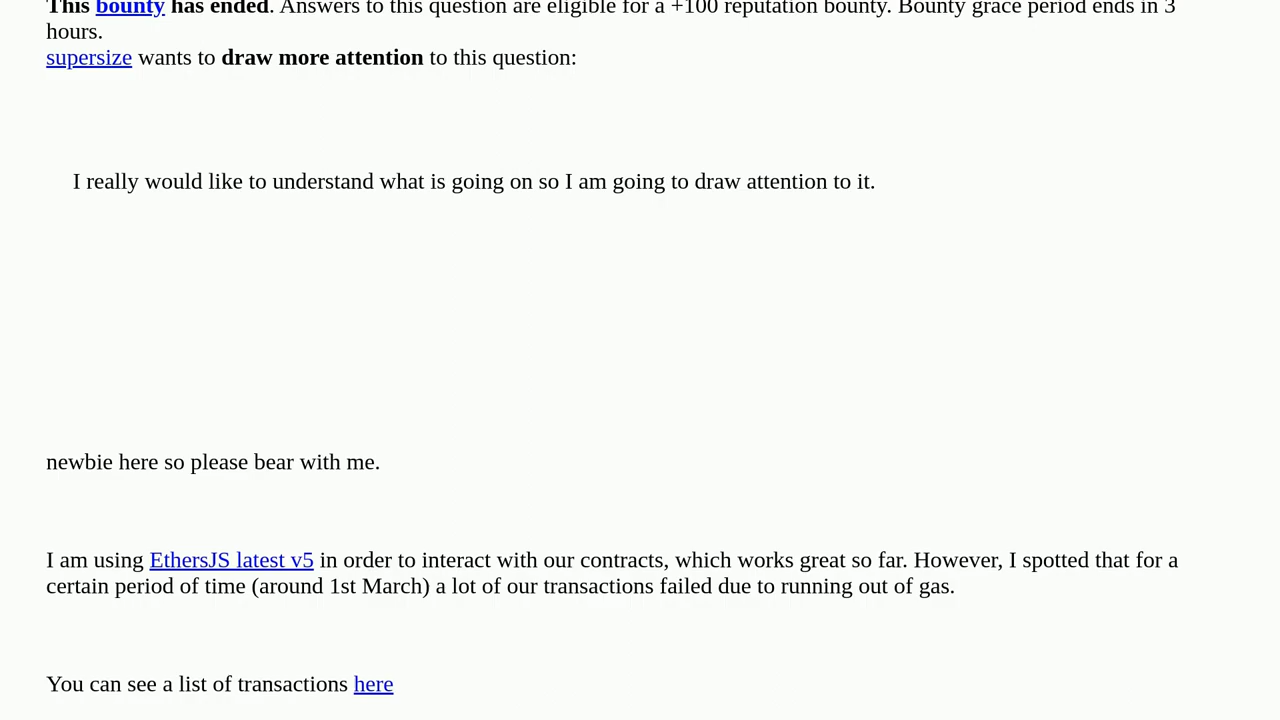 This bounty has ended. Answers to this question are eligible for a +100 reputation bounty. Bounty grace period ends in 3
hours.
supersize wants to draw more attention to this question:
I really would like to understand what is going on so I am going to draw attention to it.
newbie here so please bear with me.
I am using EthersJS latest v5 in order to interact with our contracts, which works great so far. However, I spotted that for a
certain period of time (around 1st March) a lot of our transactions failed due to running out of gas.
You can see a list of transactions here